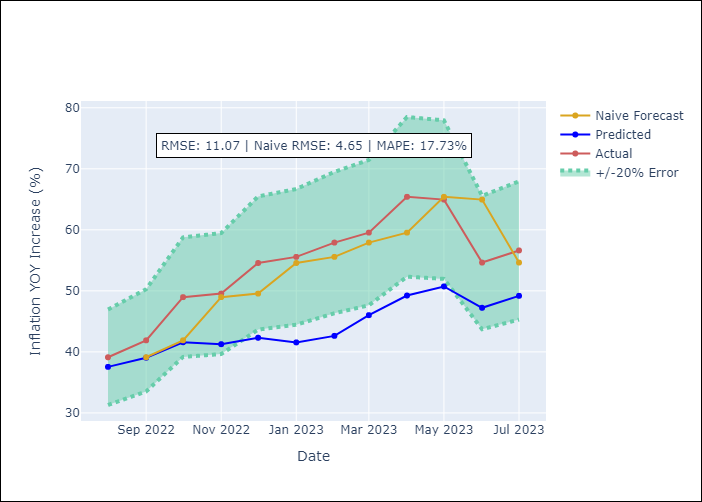 RMSE: 11.07 | Naive RMSE: 4.65 | MAPE: 17.73%
Naive Forecast
Predicted
Actual
+/-20% Error
Inflation YOY Increase (%)
80
70
60
50
40
30
Sep 2022
Nov 2022
Jan 2023
Mar 2023
May 2023
Jul 2023
Date